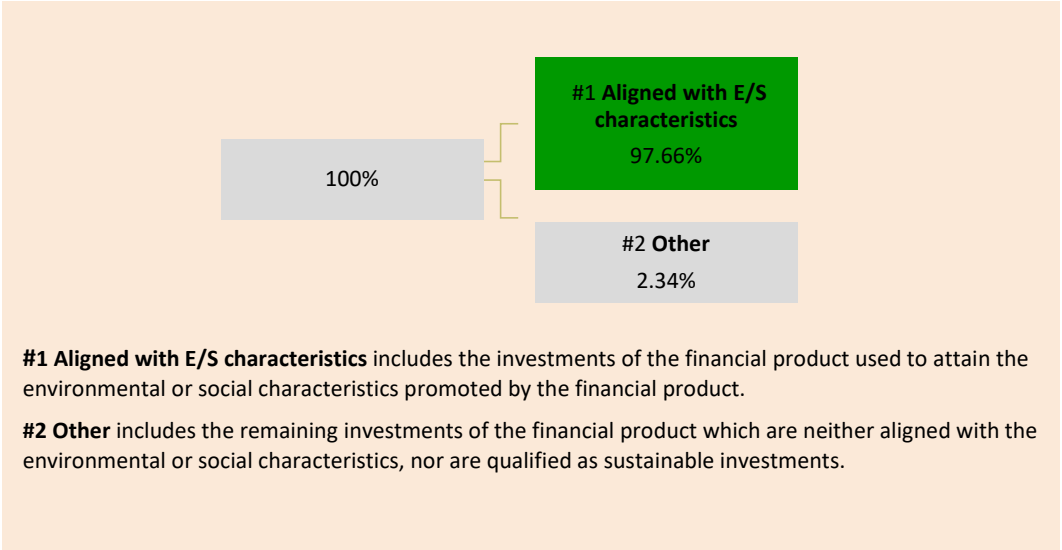 #1 Aligned with E/S
characteristics
97.66%
100%
#2 Other
2.34%
#1 Aligned with E/S characteristics includes the investments of the financial product used to attain the
environmental or social characteristics promoted by the financial product.
#2 Other includes the remaining investments of the financial product which are neither aligned with the
environmental or social characteristics, nor are qualified as sustainable investments.